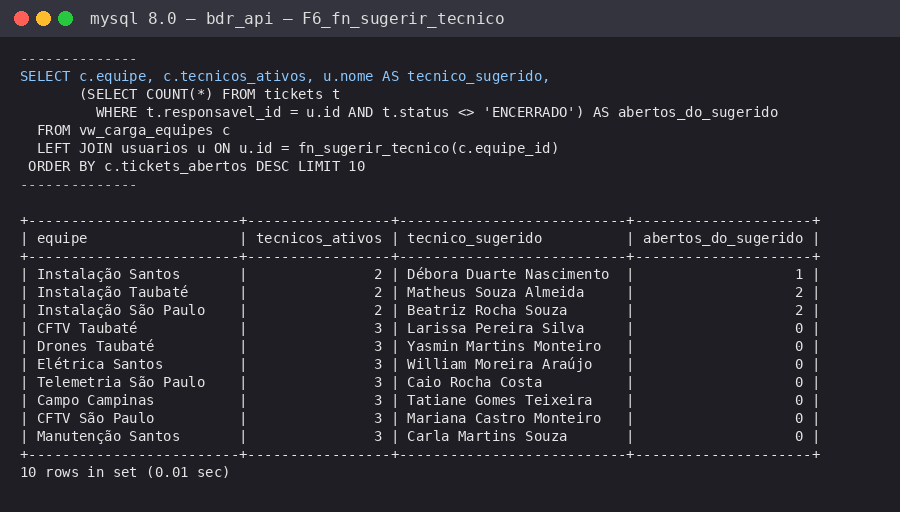 mysql 8.0 — bdr_api — F6_fn_sugerir_tecnico
--------------
SELECT c.equipe, c.tecnicos_ativos, u.nome AS tecnico_sugerido,
       (SELECT COUNT(*) FROM tickets t
         WHERE t.responsavel_id = u.id AND t.status <> 'ENCERRADO') AS abertos_do_sugerido
  FROM vw_carga_equipes c
  LEFT JOIN usuarios u ON u.id = fn_sugerir_tecnico(c.equipe_id)
 ORDER BY c.tickets_abertos DESC LIMIT 10
--------------
+-------------------------+-----------------+---------------------------+---------------------+
| equipe                  | tecnicos_ativos | tecnico_sugerido          | abertos_do_sugerido |
+-------------------------+-----------------+---------------------------+---------------------+
| Instalação Santos       |               2 | Débora Duarte Nascimento  |                   1 |
| Instalação Taubaté      |               2 | Matheus Souza Almeida     |                   2 |
| Instalação São Paulo    |               2 | Beatriz Rocha Souza       |                   2 |
| CFTV Taubaté            |               3 | Larissa Pereira Silva     |                   0 |
| Drones Taubaté          |               3 | Yasmin Martins Monteiro   |                   0 |
| Elétrica Santos         |               3 | William Moreira Araújo    |                   0 |
| Telemetria São Paulo    |               3 | Caio Rocha Costa          |                   0 |
| Campo Campinas          |               3 | Tatiane Gomes Teixeira    |                   0 |
| CFTV São Paulo          |               3 | Mariana Castro Monteiro   |                   0 |
| Manutenção Santos       |               3 | Carla Martins Souza       |                   0 |
+-------------------------+-----------------+---------------------------+---------------------+
10 rows in set (0.01 sec)